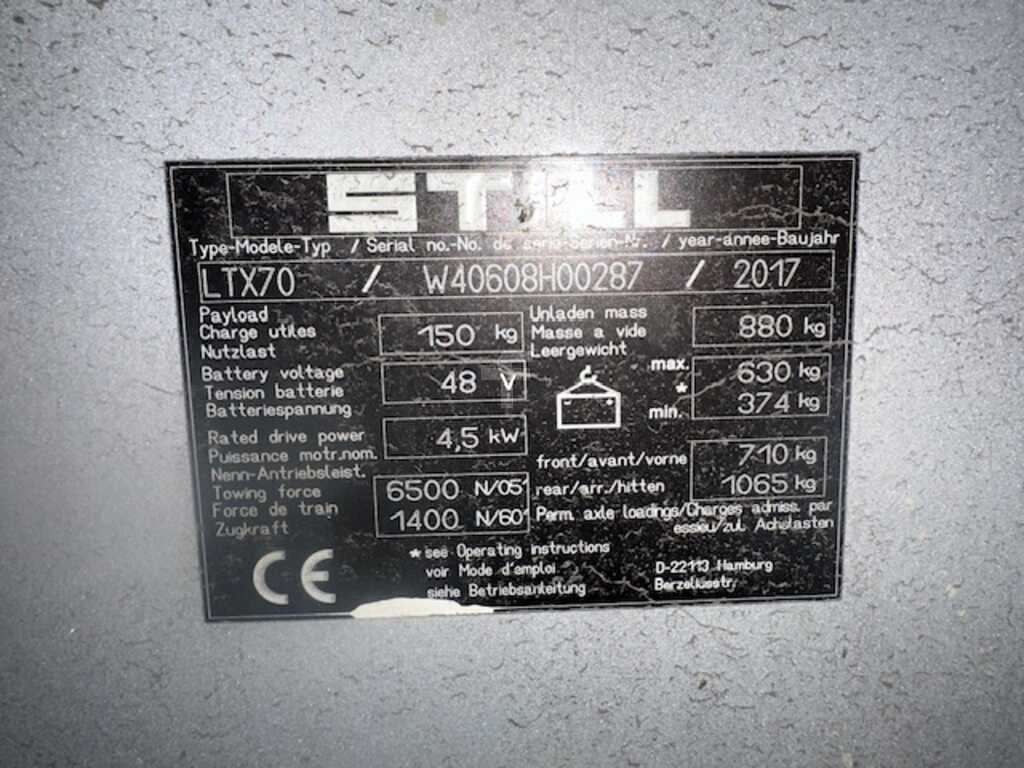 STILL
Type-Modele-Typ / Serial no.-No. de serie-Serien-Nr. / year-annee-Baujahr
LTX70 / W40608H00287 / 2017
Payload
Charge utiles
Nutzlast
150 kg
Unladen mass
Masse a vide
Leergewicht
880 kg
Battery voltage
Tension batterie
Batteriespannung
48 V
max. 630 kg
*
min. 374 kg
Rated drive power
Puissance motr.nom.
Nenn-Antriebsleist.
4,5 kW
front/avant/vorne 710 kg
rear/arr./hitten 1065 kg
Towing force
Force de train
Zugkraft
6500 N/05'
1400 N/60'
Perm. axle loadings/Charges admiss. par
essieu/zul. Achslasten
CE
* see Operating instructions
voir Mode d'emploi
siehe Betriebsanleitung
D-22113 Hamburg
Berzeliusstr.